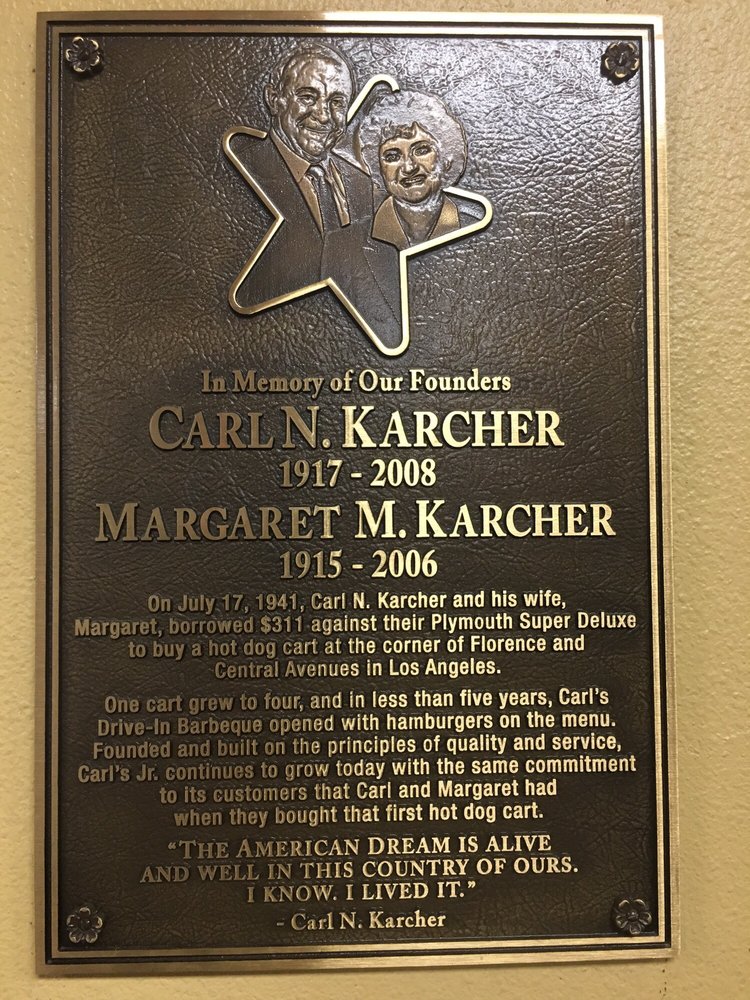 In Memory of Our Founders
CARL N. KARCHER
1917 - 2008
MARGARET M. KARCHER
1915 - 2006
On July 17, 1941, Carl N. Karcher and his wife,
Margaret, borrowed $311 against their Plymouth Super Deluxe
to buy a hot dog cart at the corner of Florence and
Central Avenues in Los Angeles.
One cart grew to four, and in less than five years, Carl's
Drive-In Barbeque opened with hamburgers on the menu.
Founded and built on the principles of quality and service,
Carl's Jr. continues to grow today with the same commitment
to its customers that Carl and Margaret had
when they bought that first hot dog cart.
“THE AMERICAN DREAM IS ALIVE
AND WELL IN THIS COUNTRY OF OURS.
I KNOW. I LIVED IT.”
- Carl N. Karcher